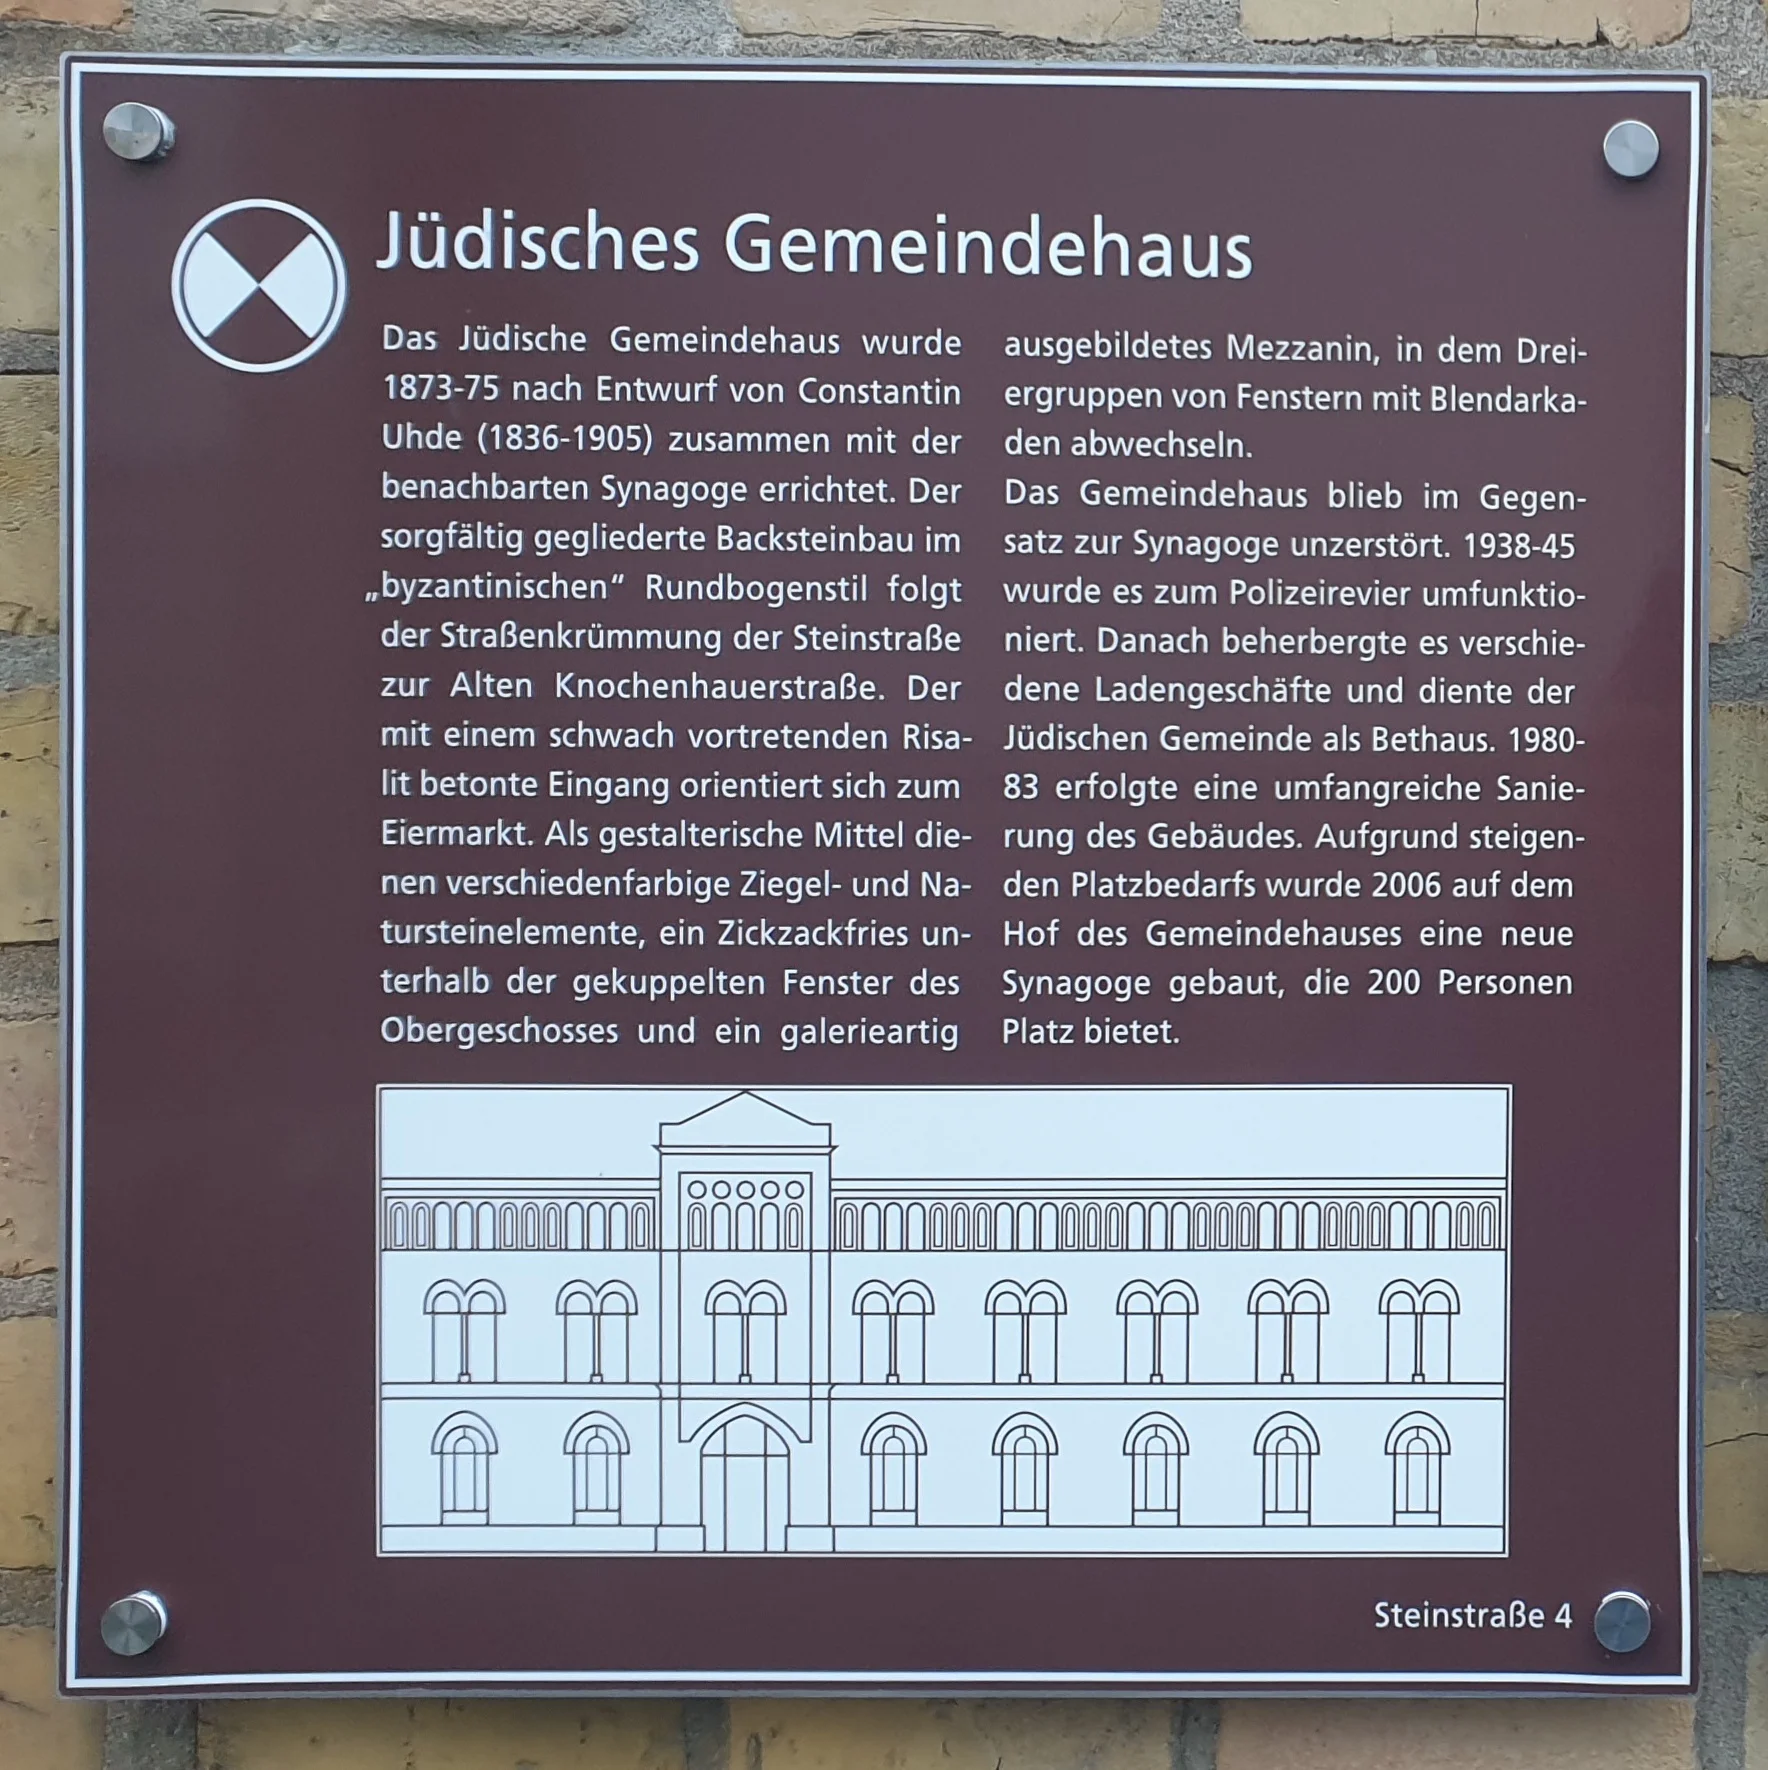 Jüdisches Gemeindehaus
Das Jüdische Gemeindehaus wurde
1873-75 nach Entwurf von Constantin
Uhde (1836-1905) zusammen mit der
benachbarten Synagoge errichtet. Der
sorgfältig gegliederte Backsteinbau im
„byzantinischen“ Rundbogenstil folgt
der Straßenkrümmung der Steinstraße
zur Alten Knochenhauerstraße. Der
mit einem schwach vortretenden Risa-
lit betonte Eingang orientiert sich zum
Eiermarkt. Als gestalterische Mittel die-
nen verschiedenfarbige Ziegel- und Na-
tursteinelemente, ein Zickzackfries un-
terhalb der gekuppelten Fenster des
Obergeschosses und ein galerieartig
ausgebildetes Mezzanin, in dem Drei-
ergruppen von Fenstern mit Blendarka-
den abwechseln.
Das Gemeindehaus blieb im Gegen-
satz zur Synagoge unzerstört. 1938-45
wurde es zum Polizeirevier umfunktio-
niert. Danach beherbergte es verschie-
dene Ladengeschäfte und diente der
Jüdischen Gemeinde als Bethaus. 1980-
83 erfolgte eine umfangreiche Sanie-
rung des Gebäudes. Aufgrund steigen-
den Platzbedarfs wurde 2006 auf dem
Hof des Gemeindehauses eine neue
Synagoge gebaut, die 200 Personen
Platz bietet.
Steinstraße 4